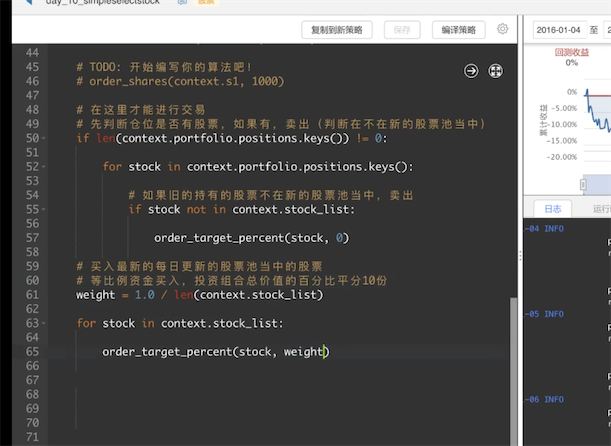 day_10_simpleselectstock
股票
复制到新策略
保存
编译策略
2016-01-04 至
44
45 # TODO: 开始编写你的算法吧!
46 # order_shares(context.s1, 1000)
47
48 # 在这里才能进行交易
49 # 先判断仓位是否有股票, 如果有, 卖出 (判断在不在新的股票池当中)
50 if len(context.portfolio.positions.keys()) != 0:
51
52 for stock in context.portfolio.positions.keys():
53
54 # 如果旧的持有的股票不在新的股票池当中, 卖出
55 if stock not in context.stock_list:
56
57 order_target_percent(stock, 0)
58
59 # 买入最新的每日更新的股票池当中的股票
60 # 等比例资金买入, 投资组合总价值的百分比平分10份
61 weight = 1.0 / len(context.stock_list)
62
63 for stock in context.stock_list:
64
65 order_target_percent(stock, weight)
66
67
68
69
70
71
回测收益
0%
0%
-5.00%
-10.00%
-15.00%
-20.00%
累计收益
日志
运行
-04 INFO
-05 INFO
-06 INFO